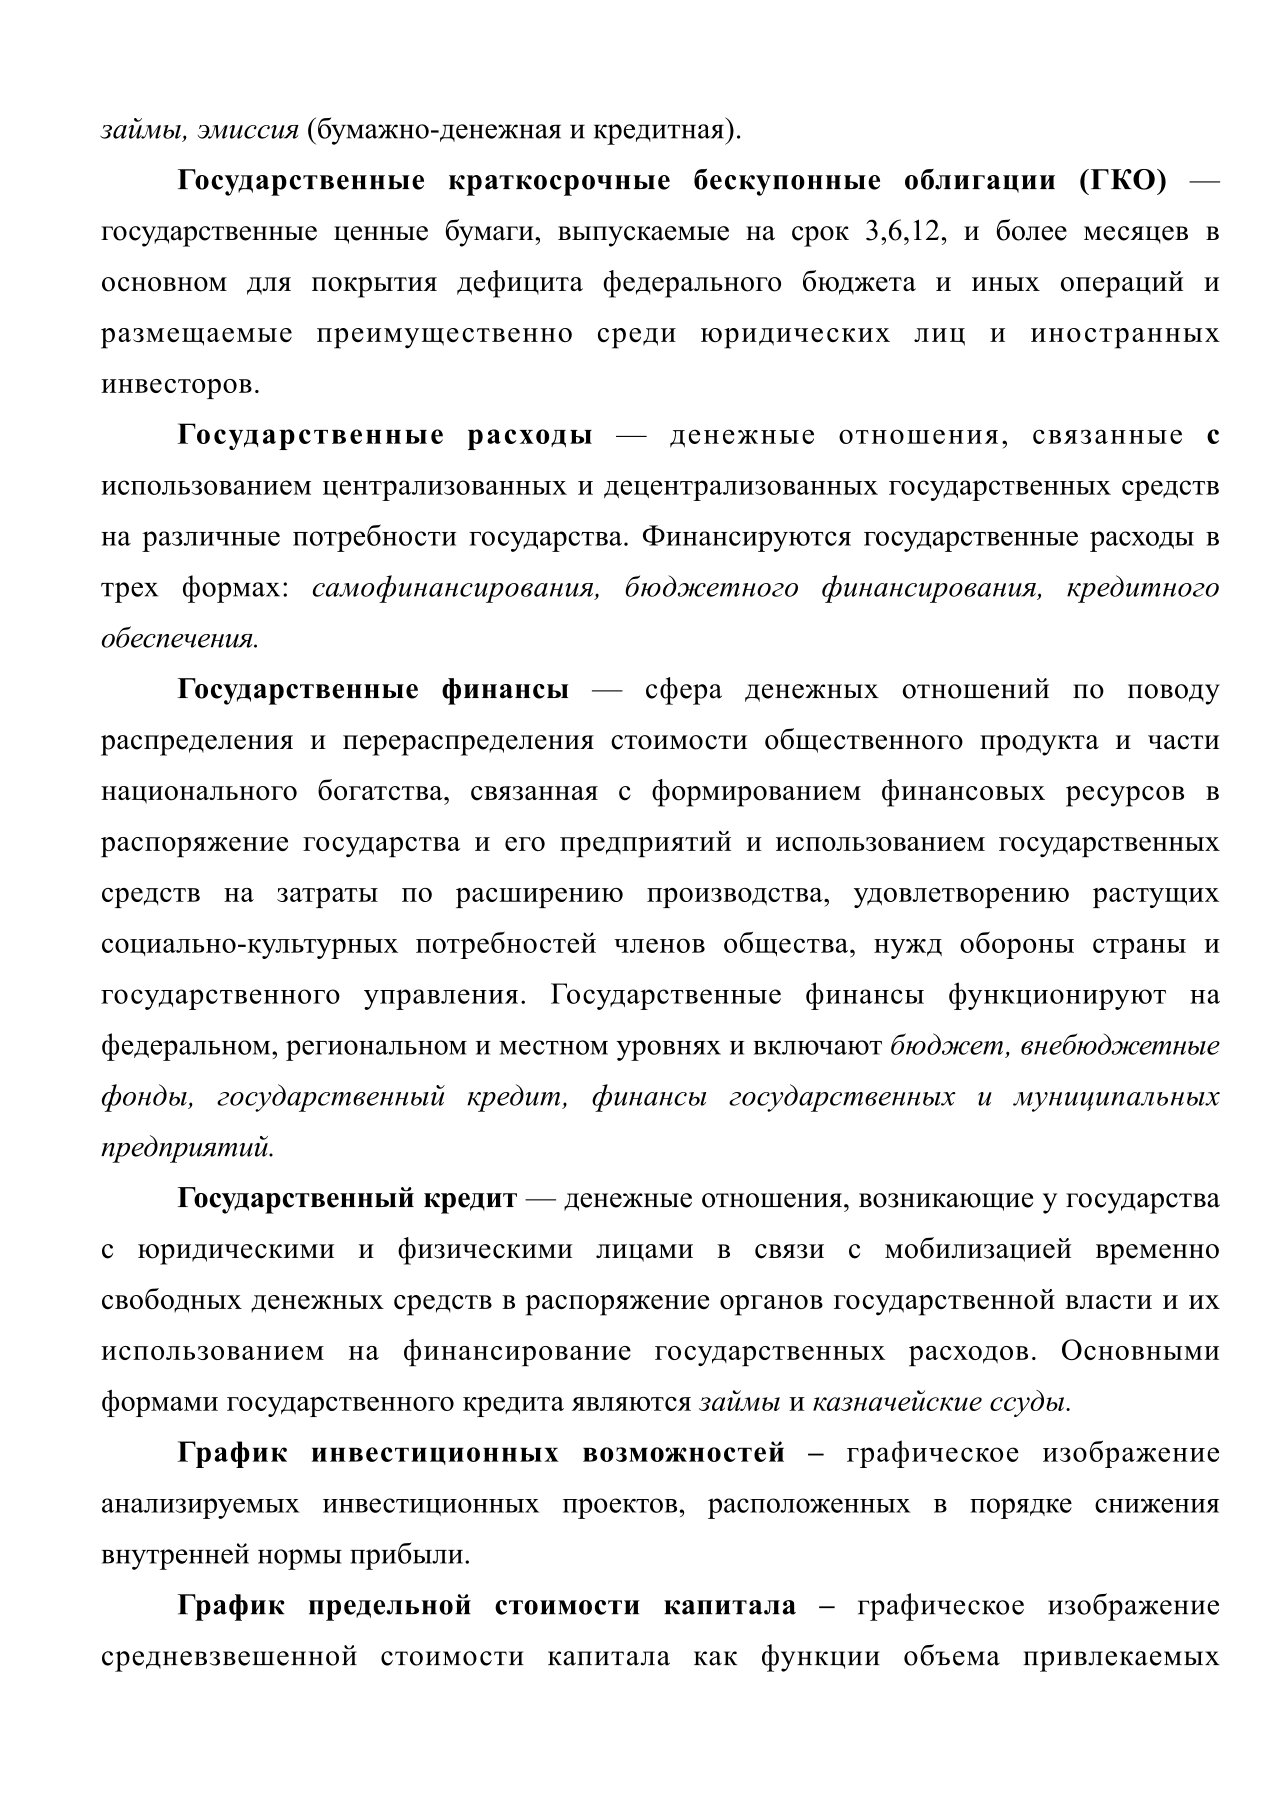 займы, эмиссия (бумажно-денежная и кредитная).
Государственные краткосрочные бескупонные облигации (ГКО) —
государственные ценные бумаги, выпускаемые на срок 3,6,12, и более месяцев в
основном для покрытия дефицита федерального бюджета и иных операций и
размещаемые преимущественно среди юридических лиц и иностранных
инвесторов.
Государственные расходы — денежные отношения, связанные с
использованием централизованных и децентрализованных государственных средств
на различные потребности государства. Финансируются государственные расходы в
трех формах: самофинансирования, бюджетного финансирования, кредитного
обеспечения.
Государственные финансы — сфера денежных отношений по поводу
распределения и перераспределения стоимости общественного продукта и части
национального богатства, связанная с формированием финансовых ресурсов в
распоряжение государства и его предприятий и использованием государственных
средств на затраты по расширению производства, удовлетворению растущих
социально-культурных потребностей членов общества, нужд обороны страны и
государственного управления. Государственные финансы функционируют на
федеральном, региональном и местном уровнях и включают бюджет, внебюджетные
фонды, государственный кредит, финансы государственных и муниципальных
предприятий.
Государственный кредит — денежные отношения, возникающие у государства
с юридическими и физическими лицами в связи с мобилизацией временно
свободных денежных средств в распоряжение органов государственной власти и их
использованием на финансирование государственных расходов. Основными
формами государственного кредита являются займы и казначейские ссуды.
График инвестиционных возможностей – графическое изображение
анализируемых инвестиционных проектов, расположенных в порядке снижения
внутренней нормы прибыли.
График предельной стоимости капитала – графическое изображение
средневзвешенной стоимости капитала как функции объема привлекаемых